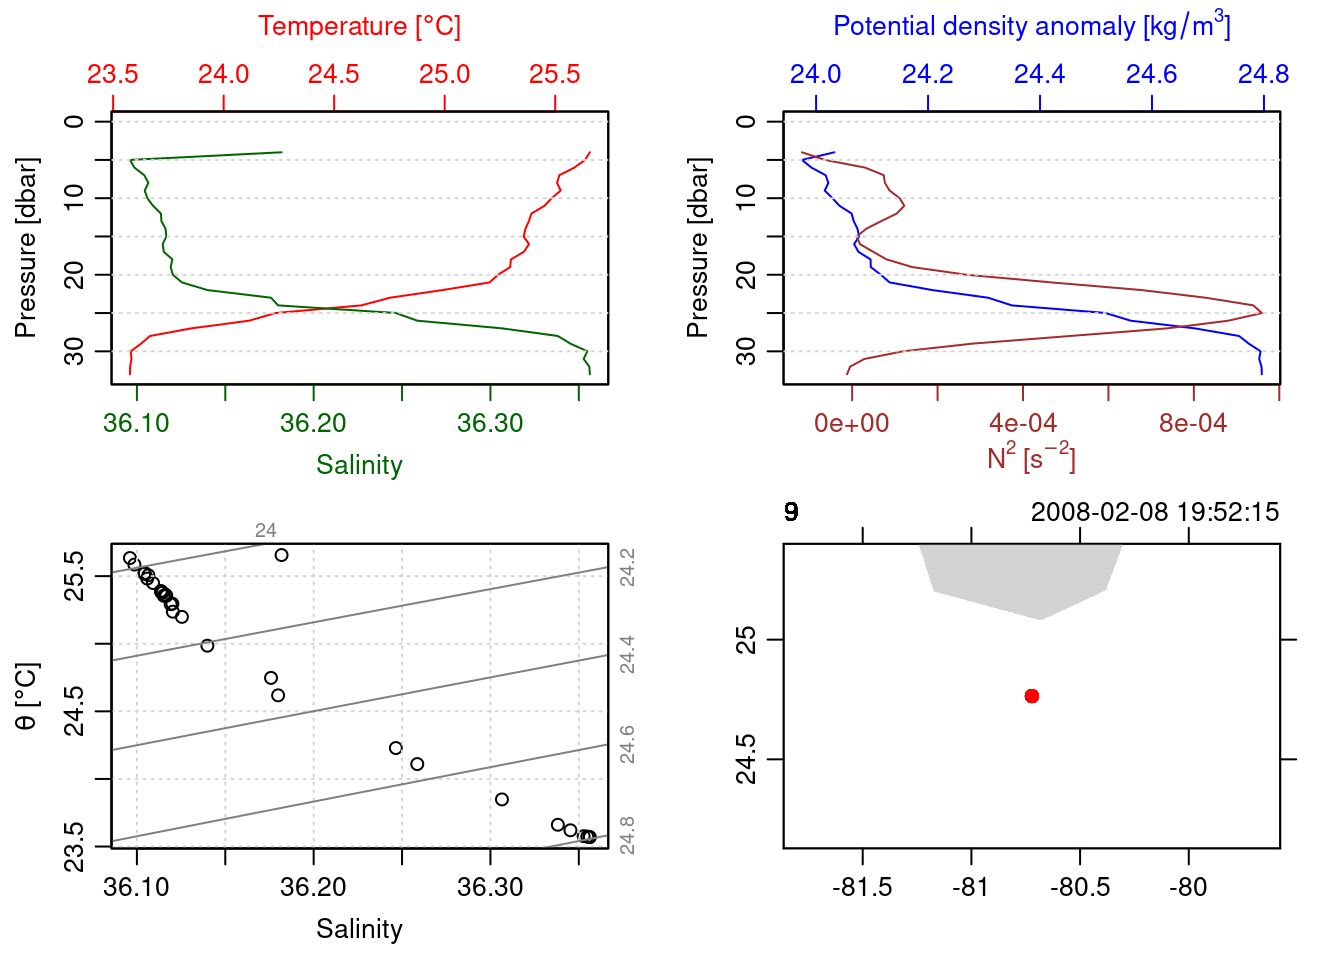 Temperature [°C]
23.5 24.0 24.5 25.0 25.5
Pressure [dbar]
0 10 20 30
36.10 36.20 36.30
Salinity
Potential density anomaly [kg/m³]
24.0 24.2 24.4 24.6 24.8
Pressure [dbar]
0 10 20 30
0e+00 4e-04 8e-04
N² [s⁻²]
24
θ [°C]
25.5 24.5 23.5
24.2 24.4 24.6 24.8
36.10 36.20 36.30
Salinity
2008-02-08 19:52:15
25 24.5
-81.5 -81 -80.5 -80